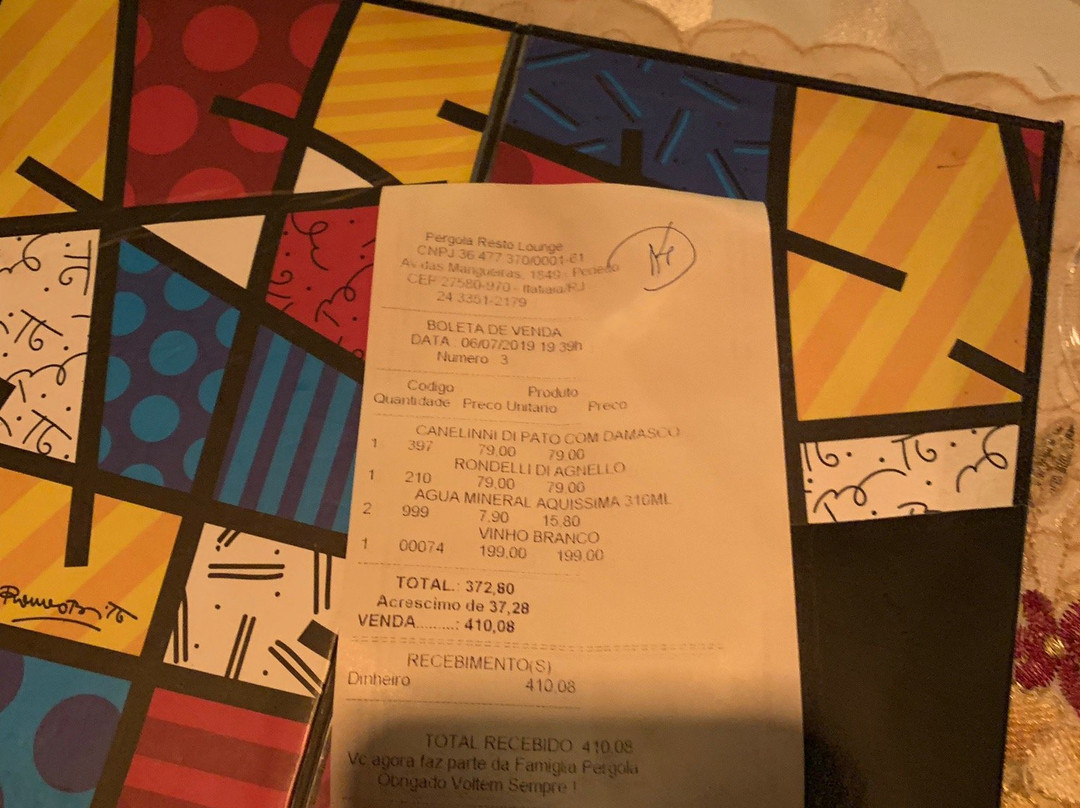 Pergola Resto Lounge
CNPJ 36 477 370/0001-61
Av das Mangueiras, 1849 - Penedo
CEP 27580-970 - Itatiaia/RJ
24 3351-2179
BOLETA DE VENDA
DATA : 06/07/2019 19 39h
Numero 3
Codigo Produto
Quantidade Preco Unitario Preco
CANELINNI DI PATO COM DAMASCO
1 397 79,00 79,00
RONDELLI DI AGNELLO
1 210 79,00 79,00
AGUA MINERAL AQUISSIMA 310ML
2 999 7,90 15,80
VINHO BRANCO
1 00074 199,00 199,00
TOTAL.: 372,80
Acrescimo de 37,28
VENDA.........: 410,08
RECEBIMENTO(S)
Dinheiro 410,08
TOTAL RECEBIDO 410,08
Vc agora faz parte da Famiglia Pergola
Obrigado Voltem Sempre !